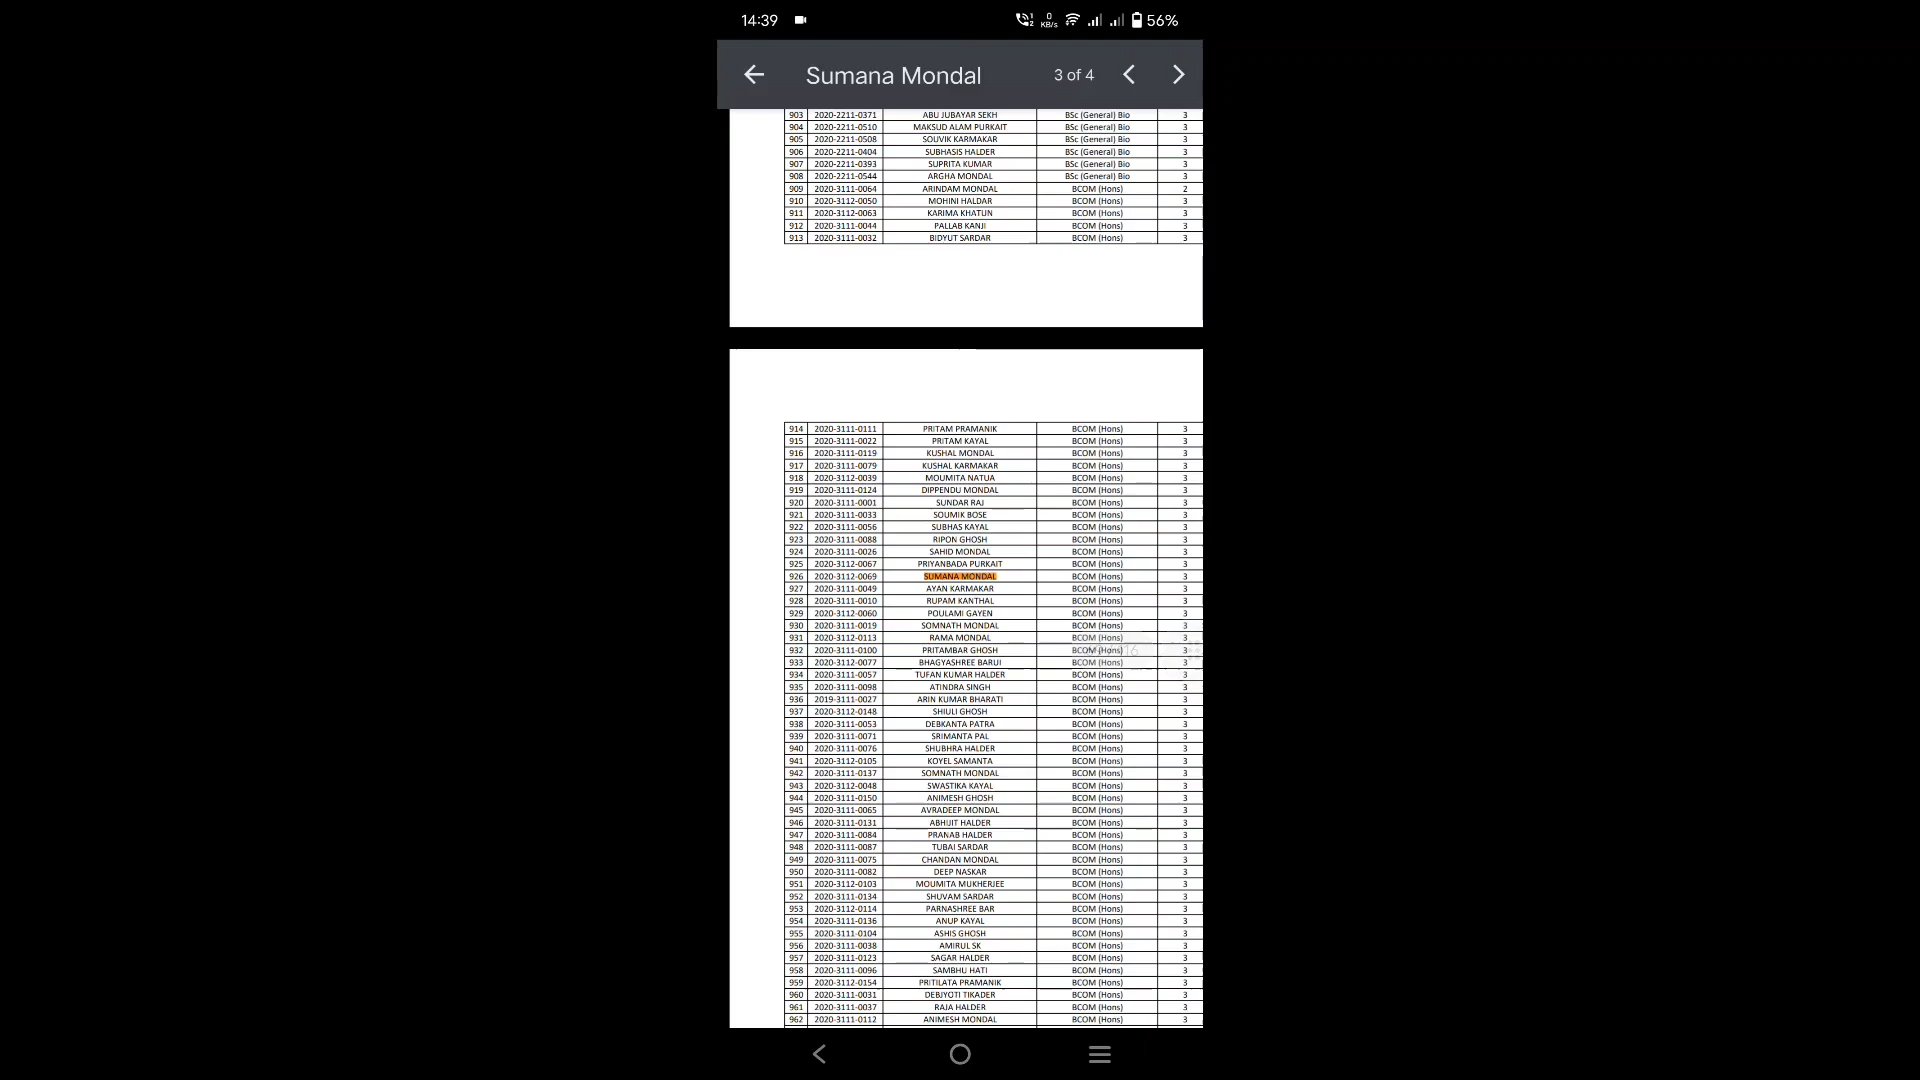 14:39 0 KB/s 56%
Sumana Mondal 3 of 4
903 2020-2211-0371 ABU JUBAYAR SEKH BSc (General) Bio 3
904 2020-2211-0510 MAKSUD ALAM PURKAIT BSc (General) Bio 3
905 2020-2211-0508 SOUVIK KARMAKAR BSc (General) Bio 3
906 2020-2211-0404 SUBHASIS HALDER BSc (General) Bio 3
907 2020-2211-0393 SUPRITA KUMAR BSc (General) Bio 3
908 2020-2211-0544 ARGHA MONDAL BSc (General) Bio 3
909 2020-3111-0064 ARINDAM MONDAL BCOM (Hons) 2
910 2020-3112-0050 MOHINI HALDAR BCOM (Hons) 3
911 2020-3112-0063 KARIMA KHATUN BCOM (Hons) 3
912 2020-3111-0044 PALLAB KANJI BCOM (Hons) 3
913 2020-3111-0032 BIDYUT SARDAR BCOM (Hons) 3
914 2020-3111-0111 PRITAM PRAMANIK BCOM (Hons) 3
915 2020-3111-0022 PRITAM KAYAL BCOM (Hons) 3
916 2020-3111-0119 KUSHAL MONDAL BCOM (Hons) 3
917 2020-3111-0079 KUSHAL KARMAKAR BCOM (Hons) 3
918 2020-3112-0039 MOUMITA NATUA BCOM (Hons) 3
919 2020-3111-0124 DIPPENDU MONDAL BCOM (Hons) 3
920 2020-3111-0001 SUNDAR RAJ BCOM (Hons) 3
921 2020-3111-0033 SOUMIK BOSE BCOM (Hons) 3
922 2020-3111-0056 SUBHAS KAYAL BCOM (Hons) 3
923 2020-3111-0088 RIPON GHOSH BCOM (Hons) 3
924 2020-3111-0026 SAHID MONDAL BCOM (Hons) 3
925 2020-3112-0067 PRIYANBADA PURKAIT BCOM (Hons) 3
926 2020-3112-0069 SUMANA MONDAL BCOM (Hons) 3
927 2020-3111-0049 AYAN KARMAKAR BCOM (Hons) 3
928 2020-3111-0010 RUPAM KANTHAL BCOM (Hons) 3
929 2020-3112-0060 POULAMI GAYEN BCOM (Hons) 3
930 2020-3111-0019 SOMNATH MONDAL BCOM (Hons) 3
931 2020-3112-0113 RAMA MONDAL BCOM (Hons) 3
932 2020-3111-0100 PRITAMBAR GHOSH BCOM (Hons) 3
933 2020-3112-0077 BHAGYASHREE BARUI BCOM (Hons) 3
934 2020-3111-0057 TUFAN KUMAR HALDER BCOM (Hons) 3
935 2020-3111-0098 ATINDRA SINGH BCOM (Hons) 3
936 2019-3111-0027 ARIN KUMAR BHARATI BCOM (Hons) 3
937 2020-3112-0148 SHIULI GHOSH BCOM (Hons) 3
938 2020-3111-0053 DEBKANTA PATRA BCOM (Hons) 3
939 2020-3111-0071 SRIMANTA PAL BCOM (Hons) 3
940 2020-3111-0076 SHUBHRA HALDER BCOM (Hons) 3
941 2020-3112-0105 KOYEL SAMANTA BCOM (Hons) 3
942 2020-3111-0137 SOMNATH MONDAL BCOM (Hons) 3
943 2020-3112-0048 SWASTIKA KAYAL BCOM (Hons) 3
944 2020-3111-0150 ANIMESH GHOSH BCOM (Hons) 3
945 2020-3111-0065 AVRADEEP MONDAL BCOM (Hons) 3
946 2020-3111-0131 ABHIJIT HALDER BCOM (Hons) 3
947 2020-3111-0084 PRANAB HALDER BCOM (Hons) 3
948 2020-3111-0087 TUBAI SARDAR BCOM (Hons) 3
949 2020-3111-0075 CHANDAN MONDAL BCOM (Hons) 3
950 2020-3111-0082 DEEP NASKAR BCOM (Hons) 3
951 2020-3112-0103 MOUMITA MUKHERJEE BCOM (Hons) 3
952 2020-3111-0134 SHUVAM SARDAR BCOM (Hons) 3
953 2020-3112-0114 PARNASHREE BAR BCOM (Hons) 3
954 2020-3111-0136 ANUP KAYAL BCOM (Hons) 3
955 2020-3111-0104 ASHIS GHOSH BCOM (Hons) 3
956 2020-3111-0038 AMIRUL SK BCOM (Hons) 3
957 2020-3111-0123 SAGAR HALDER BCOM (Hons) 3
958 2020-3111-0096 SAMBHU HATI BCOM (Hons) 3
959 2020-3112-0154 PRITILATA PRAMANIK BCOM (Hons) 3
960 2020-3111-0031 DEBJYOTI TIKADER BCOM (Hons) 3
961 2020-3111-0037 RAJA HALDER BCOM (Hons) 3
962 2020-3111-0112 ANIMESH MONDAL BCOM (Hons) 3